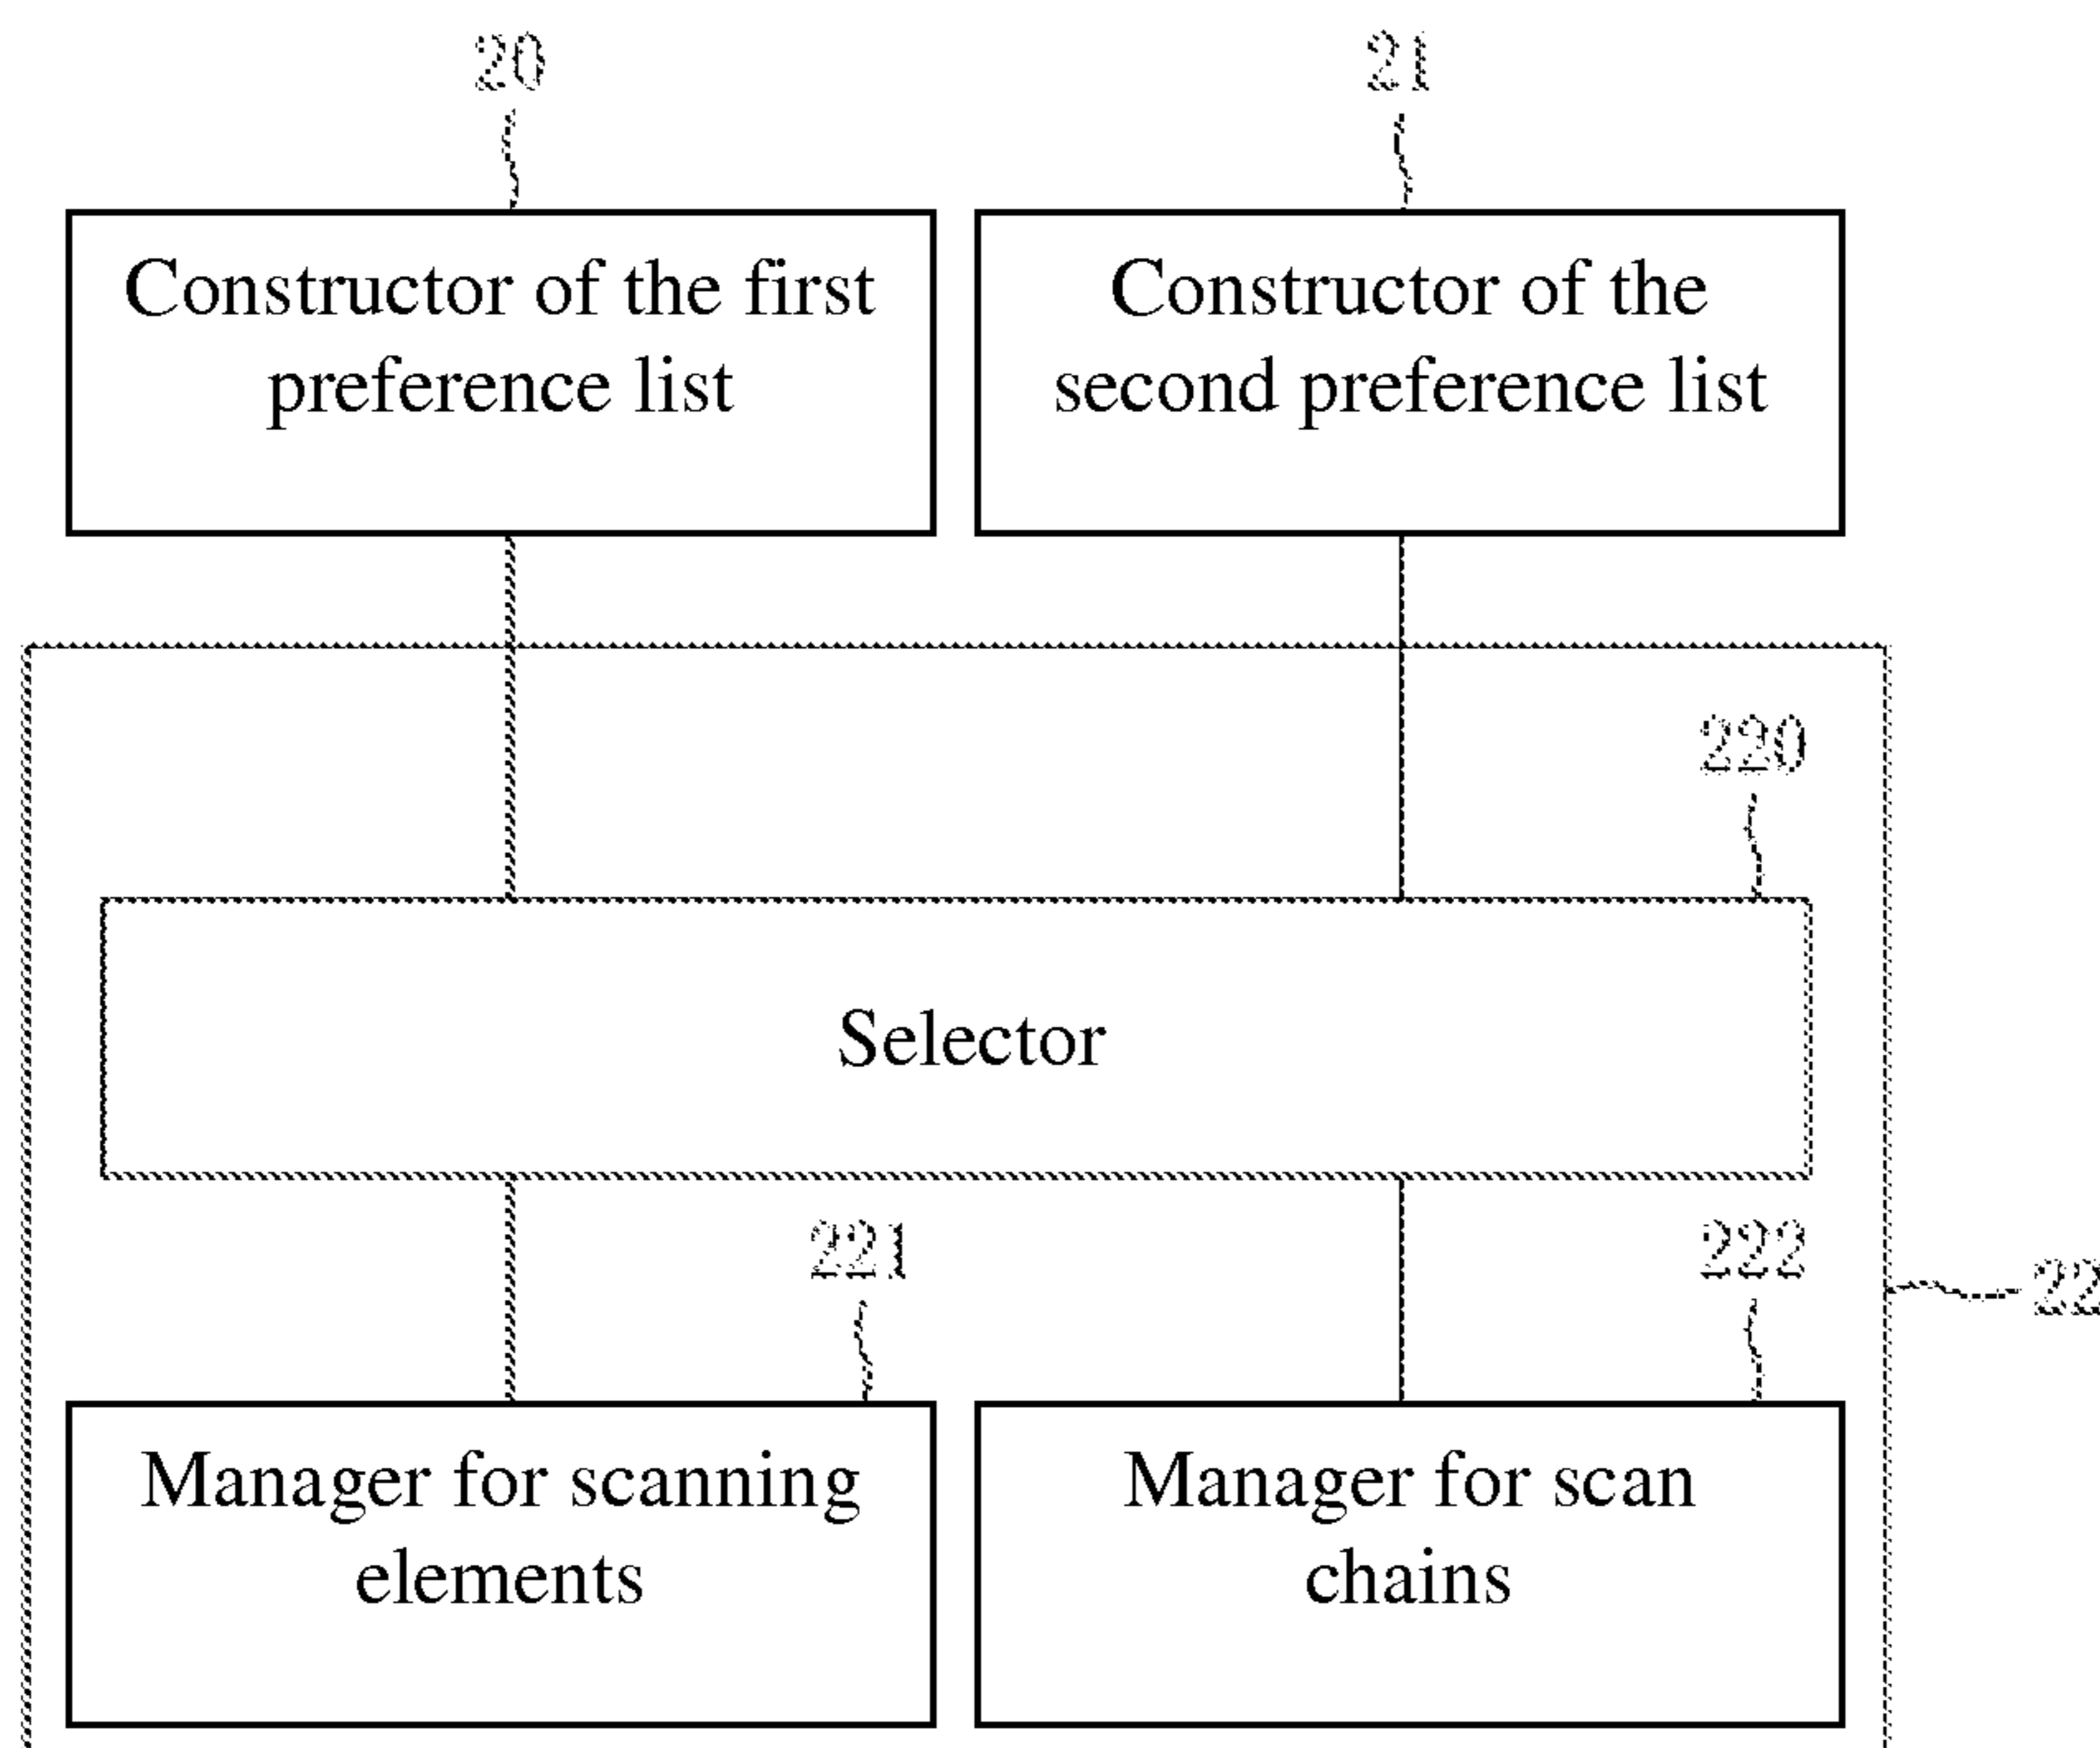 20
21
Constructor of the first
preference list
Constructor of the
second preference list
220
Selector
221
222
22
Manager for scanning
elements
Manager for scan
chains